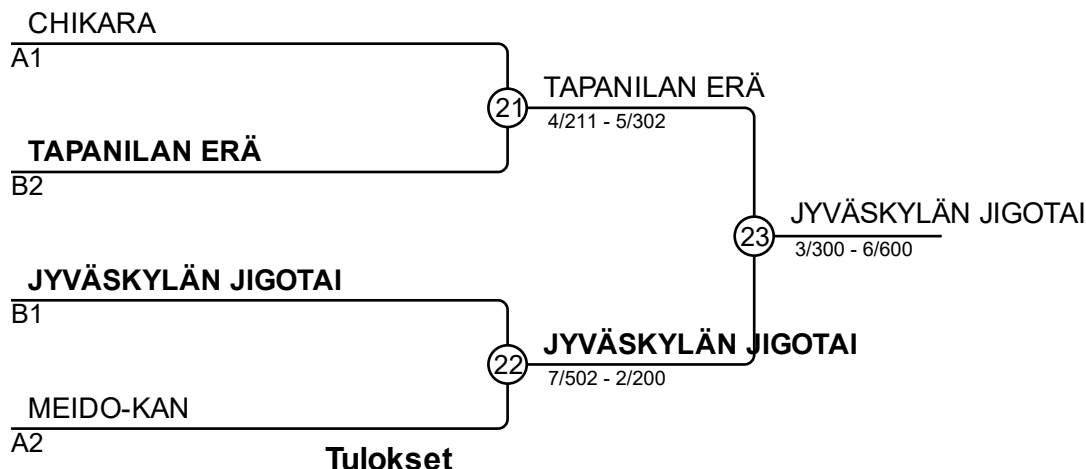 CHIKARA
A1
21
TAPANILAN ERÄ
4/211 - 5/302
TAPANILAN ERÄ
B2
23
JYVÄSKYLÄN JIGOTAI
3/300 - 6/600
JYVÄSKYLÄN JIGOTAI
B1
22
JYVÄSKYLÄN JIGOTAI
7/502 - 2/200
MEIDO-KAN
A2
Tulokset